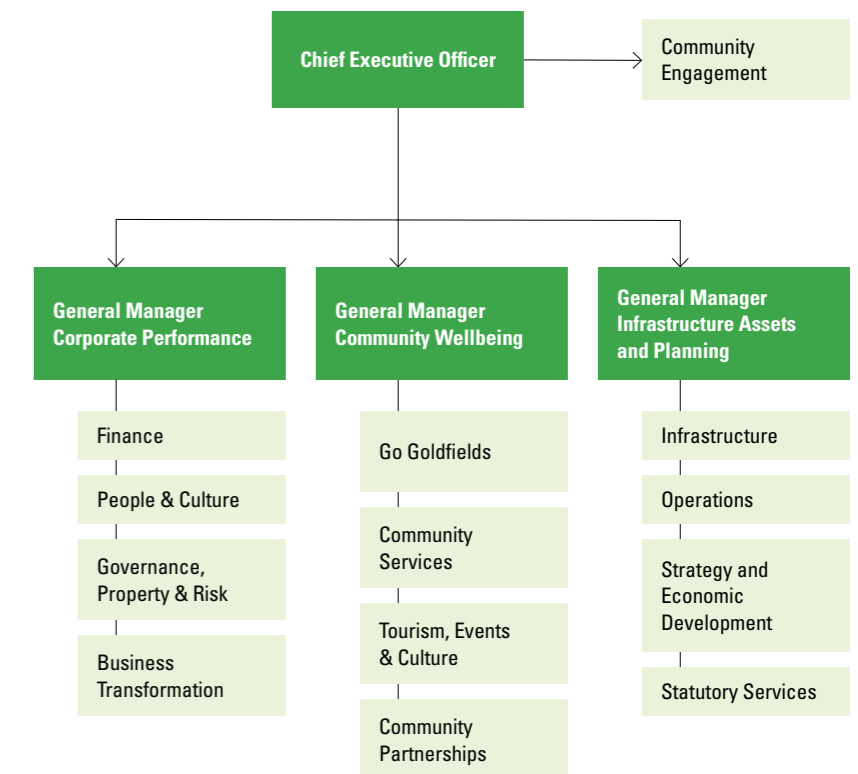 Chief Executive Officer
Community
Engagement
General Manager
Corporate Performance
General Manager
Community Wellbeing
General Manager
Infrastructure Assets
and Planning
Finance
People & Culture
Governance,
Property & Risk
Business
Transformation
Go Goldfields
Community
Services
Tourism, Events
& Culture
Community
Partnerships
Infrastructure
Operations
Strategy and
Economic
Development
Statutory Services